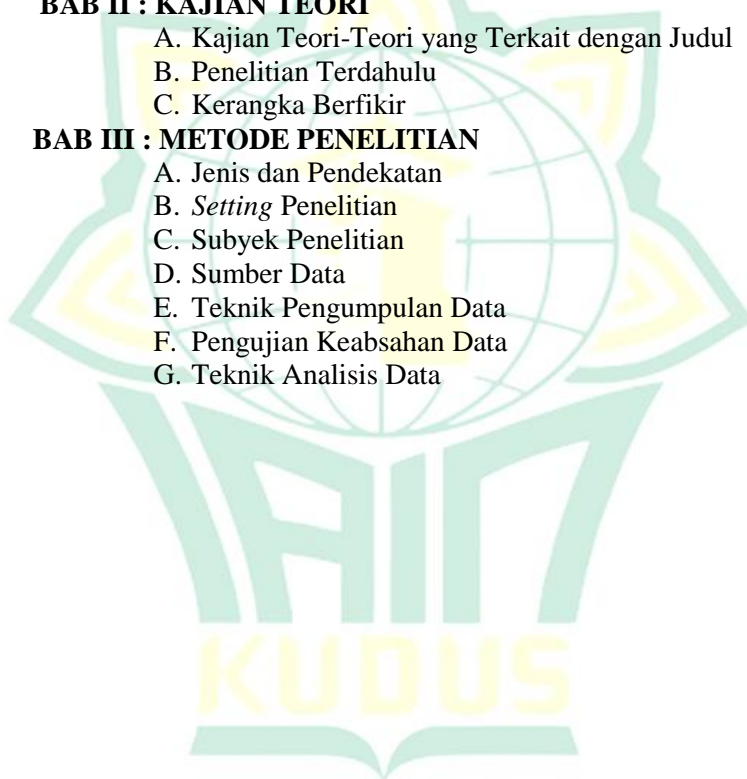 BAB II : KAJIAN TEORI
A. Kajian Teori-Teori yang Terkait dengan Judul
B. Penelitian Terdahulu
C. Kerangka Berfikir
BAB III : METODE PENELITIAN
A. Jenis dan Pendekatan
B. Setting Penelitian
C. Subyek Penelitian
D. Sumber Data
E. Teknik Pengumpulan Data
F. Pengujian Keabsahan Data
G. Teknik Analisis Data
IAIN
KUDUS